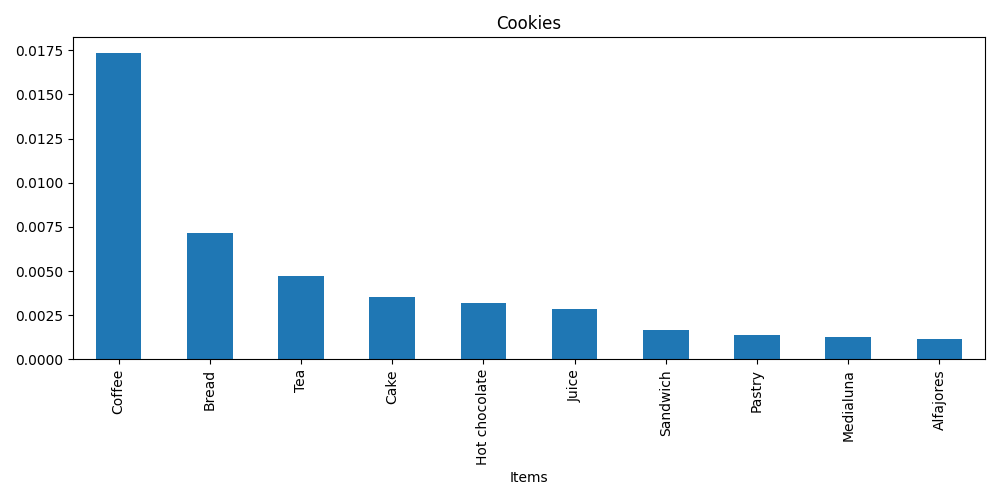 Cookies
0.0175
0.0150
0.0125
0.0100
0.0075
0.0050
0.0025
0.0000
Coffee
Bread
Tea
Cake
Hot chocolate
Juice
Sandwich
Pastry
Medialuna
Alfajores
Items